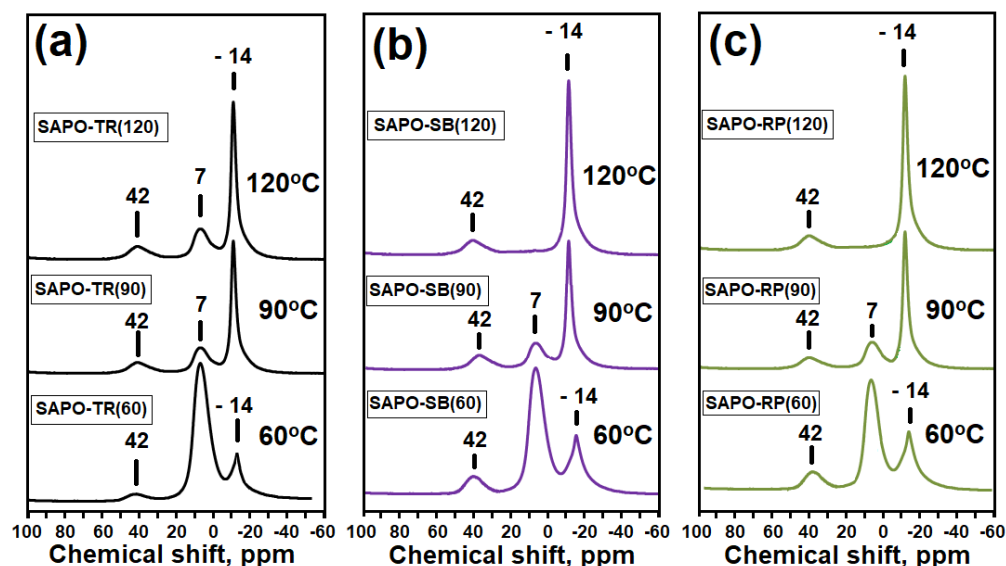 (a)
- 14
SAPO-TR(120)
42
7
120°C
SAPO-TR(90)
42
7
90°C
SAPO-TR(60)
42
- 14
60°C
100 80 60 40 20 0 -20 -40 -60
Chemical shift, ppm
(b)
- 14
SAPO-SB(120)
42
120°C
SAPO-SB(90)
42
7
90°C
SAPO-SB(60)
42
- 14
60°C
100 80 60 40 20 0 -20 -40 -60
Chemical shift, ppm
(c)
- 14
SAPO-RP(120)
42
120°C
SAPO-RP(90)
42
7
90°C
SAPO-RP(60)
42
- 14
60°C
100 80 60 40 20 0 -20 -40 -60
Chemical shift, ppm